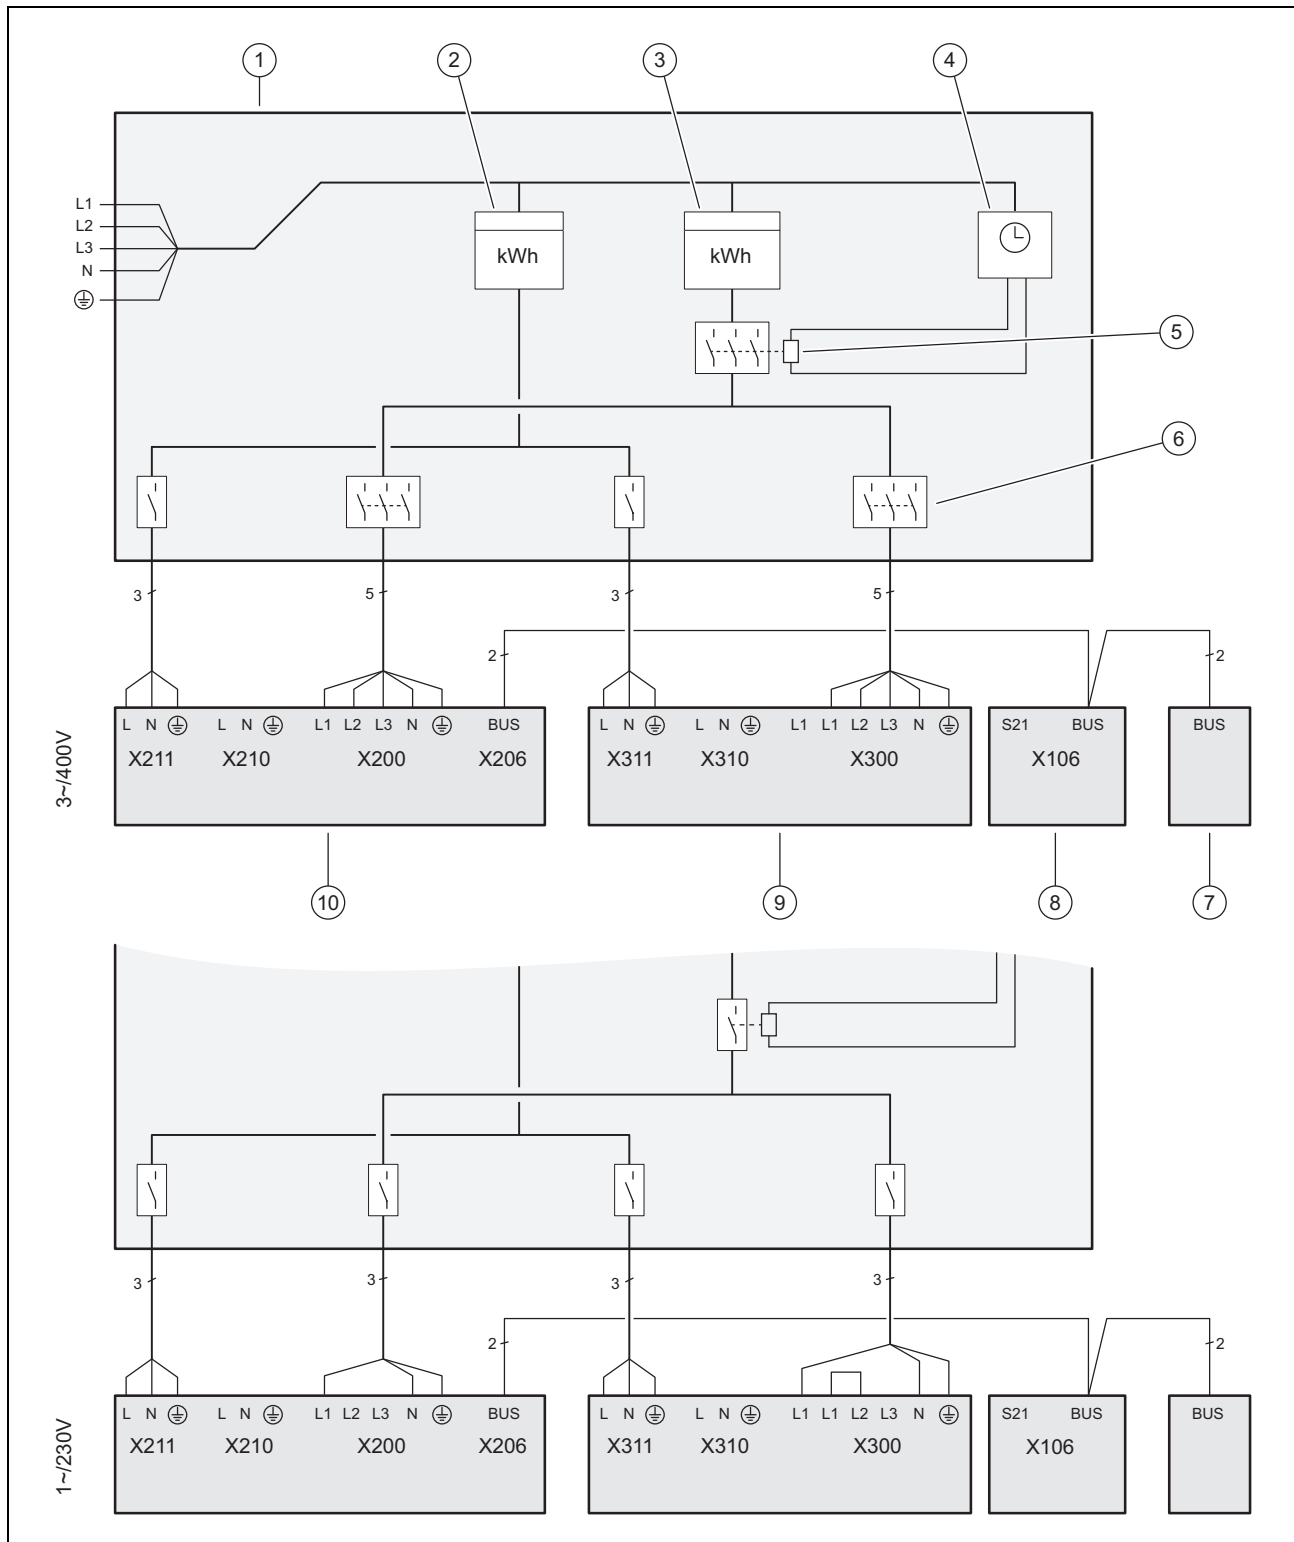 1 2 3 4
L1
L2
L3
N
kWh kWh
5
6
3 5 3 5
2 2
L N L N L1 L2 L3 N BUS L N L N L1 L1 L2 L3 N S21 BUS BUS
X211 X210 X200 X206 X311 X310 X300 X106
3~/400V
10 9 8 7
3 3 3 3
2 2
L N L N L1 L2 L3 N BUS L N L N L1 L1 L2 L3 N S21 BUS BUS
X211 X210 X200 X206 X311 X310 X300 X106
1~/230V